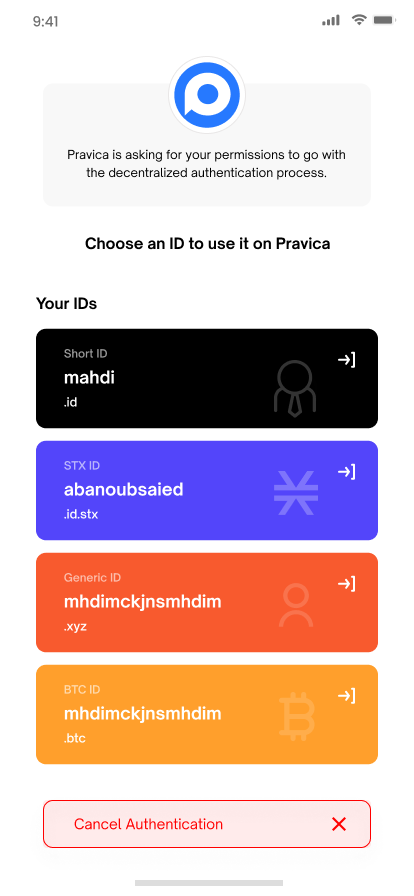 9:41
Pravica is asking for your permissions to go with
the decentralized authentication process.
Choose an ID to use it on Pravica
Your IDs
Short ID
mahdi
.id
STX ID
abanoubsaied
.id.stx
Generic ID
mhdimckjnsmhdim
.xyz
BTC ID
mhdimckjnsmhdim
.btc
Cancel Authentication